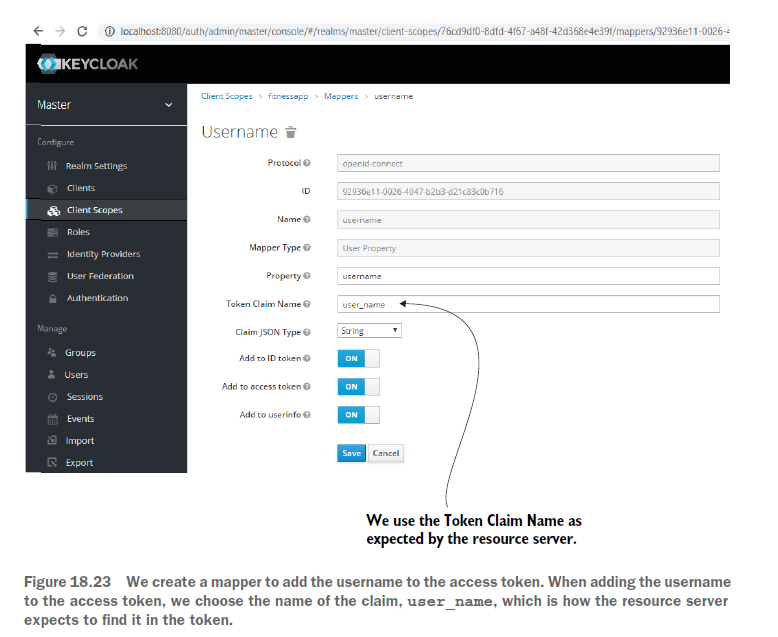 localhost:8080/auth/admin/master/console/#/realms/master/client-scopes/76cd9df0-8dfd-4f67-a48f-42d368e4e39f/mappers/92936e11-0026-4
KEYCLOAK
Master
Configure
Realm Settings
Clients
Client Scopes
Roles
Identity Providers
User Federation
Authentication
Manage
Groups
Users
Sessions
Events
Import
Export
Client Scopes > fitnessapp > Mappers > username
Username
Protocol openid-connect
ID 92936e11-0026-4047-b2b3-d21c83c0b716
Name username
Mapper Type User Property
Property username
Token Claim Name user_name
Claim JSON Type String
Add to ID token ON
Add to access token ON
Add to userinfo ON
Save Cancel
We use the Token Claim Name as
expected by the resource server.
Figure 18.23 We create a mapper to add the username to the access token. When adding the username
to the access token, we choose the name of the claim, user_name, which is how the resource server
expects to find it in the token.